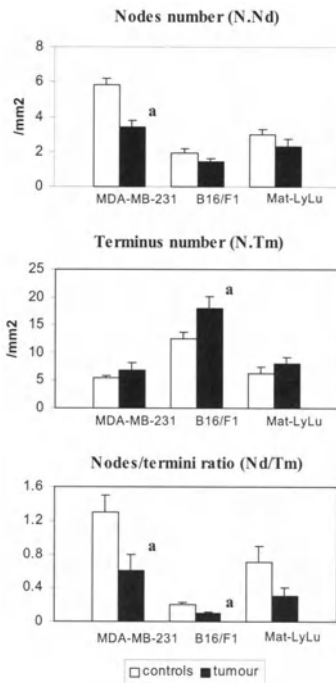 Nodes number (N.Nd)
8
6
4
2
0
/mm2
a
MDA-MB-231 B16/F1 Mat-LyLu
Terminus number (N.Tm)
25
20
15
10
5
0
/mm2
a
MDA-MB-231 B16/F1 Mat-LyLu
Nodes/termini ratio (Nd/Tm)
1.6
1.2
0.8
0.4
0
a
a
MDA-MB-231 B16/F1 Mat-LyLu
controls tumour